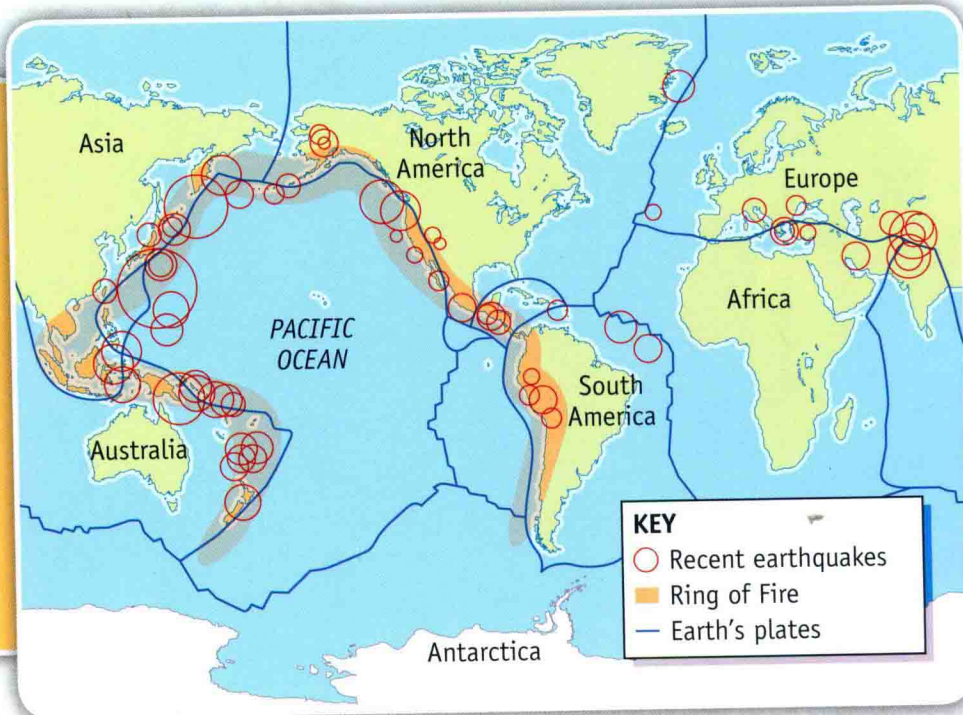 Asia
North
America
Europe
Africa
PACIFIC
OCEAN
South
America
Australia
Antarctica
KEY
Recent earthquakes
Ring of Fire
Earth's plates